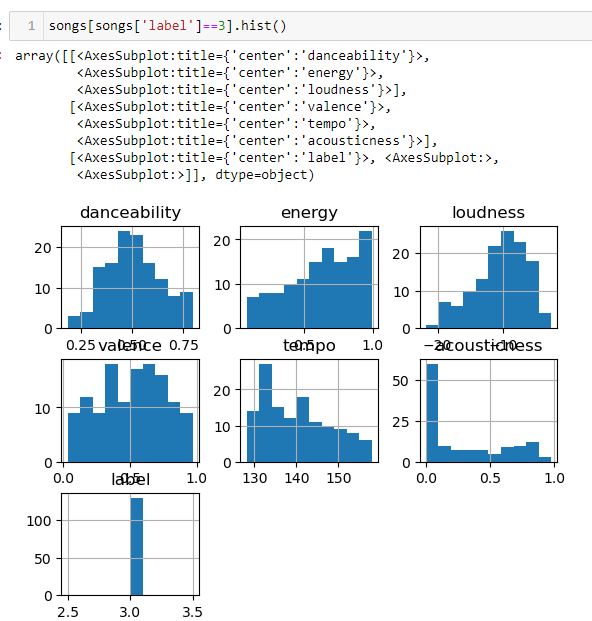 1 songs[songs['label']==3].hist()
: array([[<AxesSubplot:title={'center':'danceability'}>,
<AxesSubplot:title={'center':'energy'}>,
<AxesSubplot:title={'center':'loudness'}>],
[<AxesSubplot:title={'center':'valence'}>,
<AxesSubplot:title={'center':'tempo'}>,
<AxesSubplot:title={'center':'acousticness'}>],
[<AxesSubplot:title={'center':'label'}>, <AxesSubplot:>,
<AxesSubplot:>]], dtype=object)
danceability energy loudness
20 20 20
10 10 10
0 0 0
0.25 0.50 0.75 0.5 1.0 −20 −10
valence tempo acousticness
10 20 50
10 25
0 0 0
0.0 0.5 1.0 130 140 150 0.0 0.5 1.0
label
100
50
0
2.5 3.0 3.5